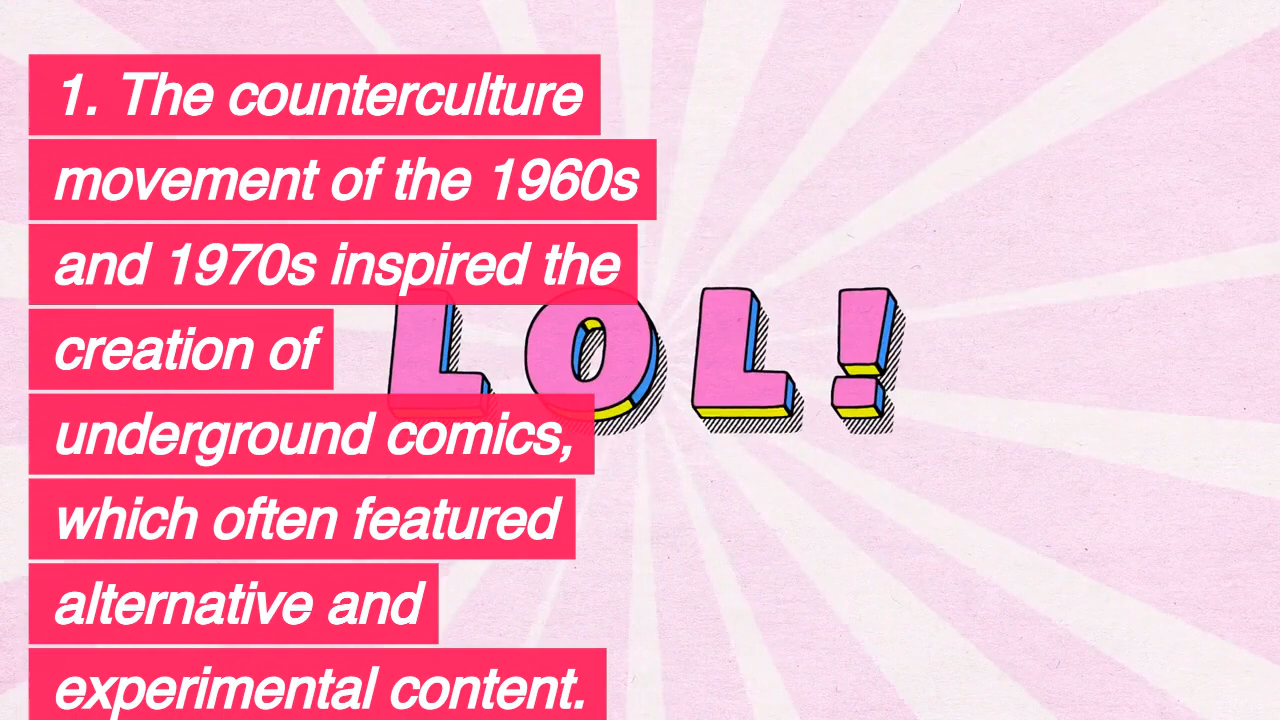 1. The counterculture
movement of the 1960s
and 1970s inspired the
creation of
underground comics,
which often featured
alternative and
experimental content.
LOL!